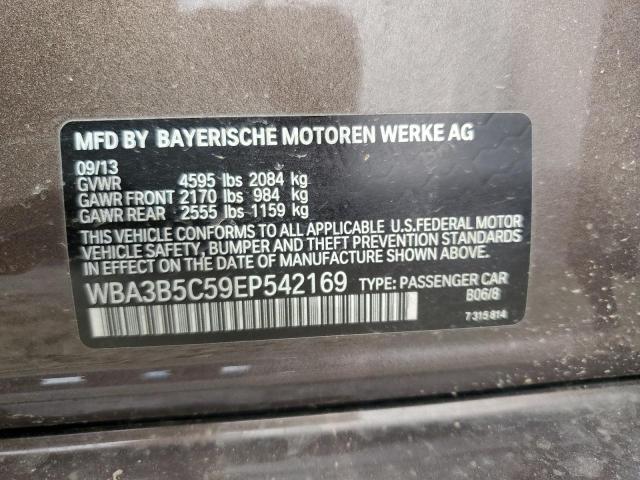 MFD BY BAYERISCHE MOTOREN WERKE AG
09/13
GVWR 4595 lbs 2084 kg
GAWR FRONT 2170 lbs 984 kg
GAWR REAR 2555 lbs 1159 kg
THIS VEHICLE CONFORMS TO ALL APPLICABLE U.S.FEDERAL MOTOR
VEHICLE SAFETY, BUMPER AND THEFT PREVENTION STANDARDS
IN EFFECT ON THE DATE OF MANUFACTURE SHOWN ABOVE.
WBA3B5C59EP542169 TYPE: PASSENGER CAR
B06/8
7 315 814